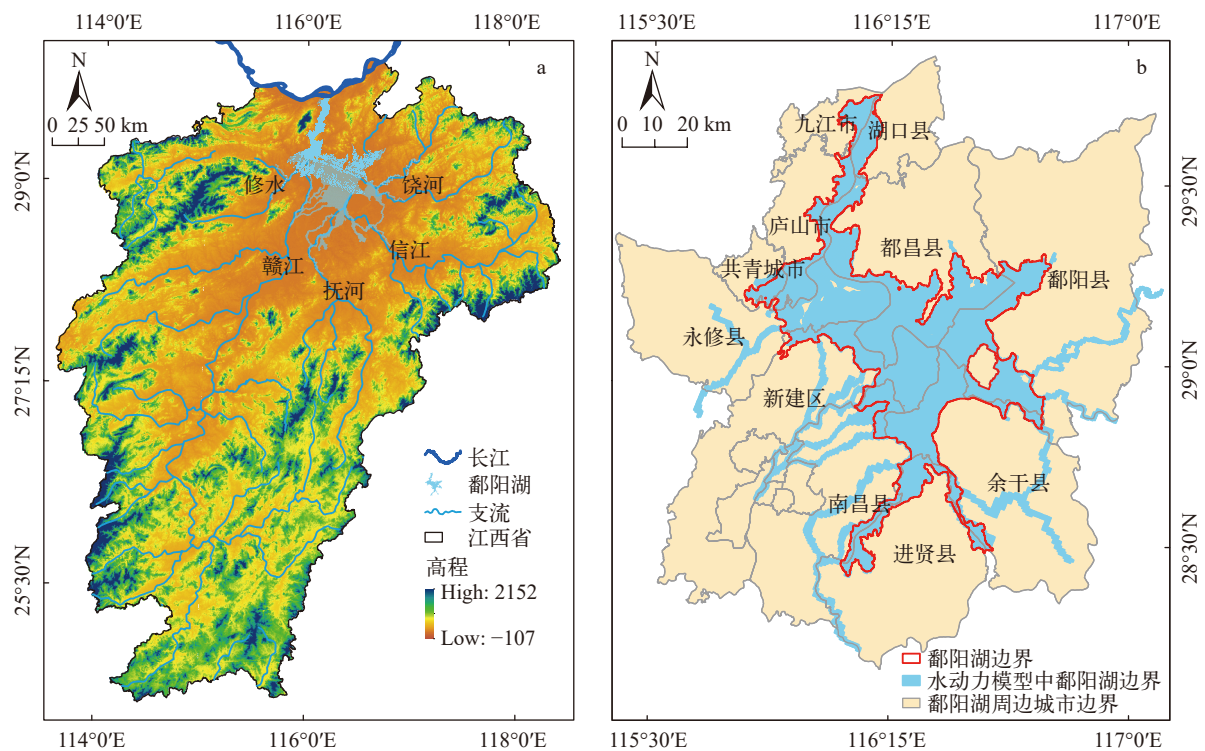 114°0′E
116°0′E
118°0′E
N
0 25 50 km
a
29°0′N
27°15′N
25°30′N
修水
饶河
信江
赣江
抚河
长江
鄱阳湖
支流
江西省
高程
High: 2152
Low: −107
114°0′E
116°0′E
118°0′E
115°30′E
116°15′E
117°0′E
N
0 10 20 km
b
九江市
湖口县
庐山市
都昌县
共青城市
鄱阳县
永修县
新建区
余干县
南昌县
进贤县
29°30′N
29°0′N
28°30′N
鄱阳湖边界
水动力模型中鄱阳湖边界
鄱阳湖周边城市边界
115°30′E
116°15′E
117°0′E